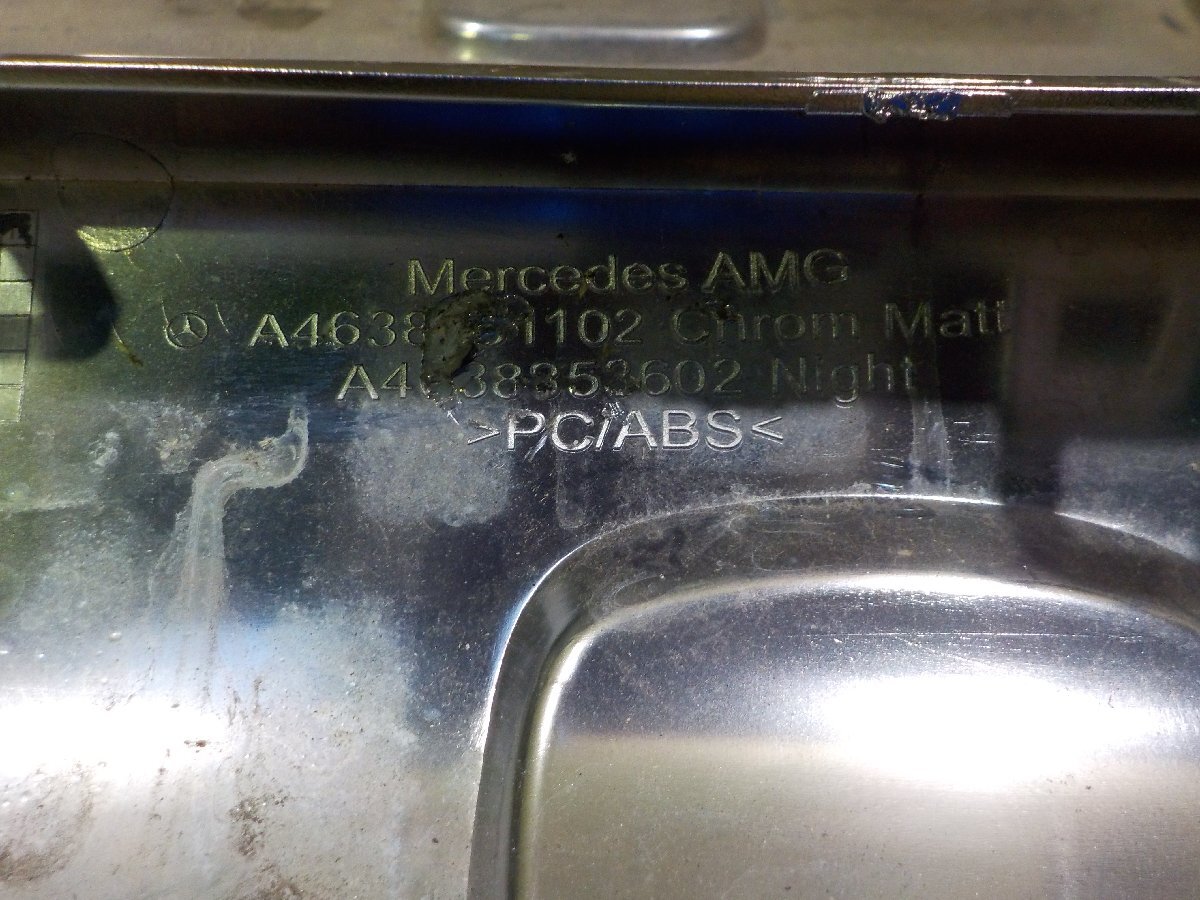 Mercedes AMG
Chrom Matt
Night
>PC/ABS<